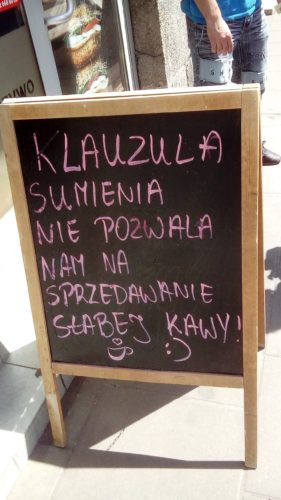 KLAUZULA
SUMIENIA
NIE POZWALA
NAM NA
SPRZEDAWANIE
SŁABEJ KAWY!
:-)